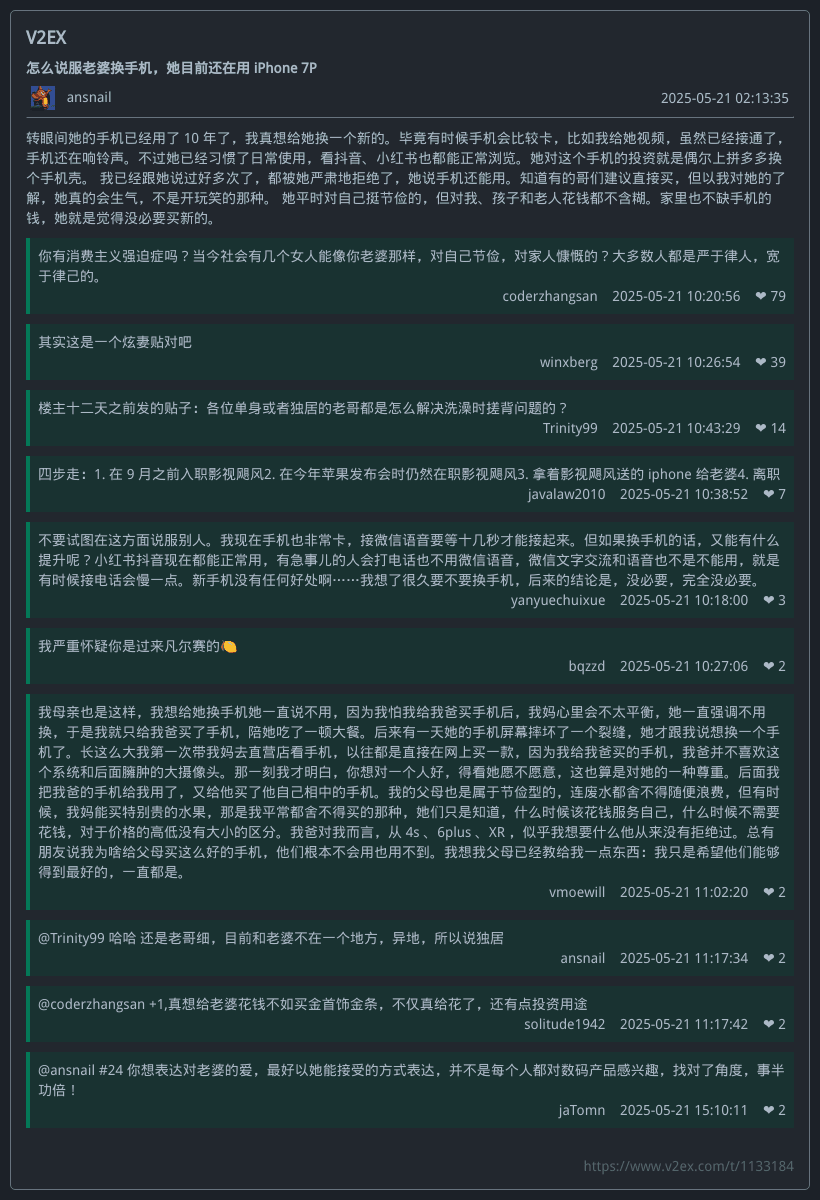 V2EX
怎么说服老婆换手机，她目前还在用 iPhone 7P
ansnail 2025-05-21 02:13:35
转眼间她的手机已经用了 10 年了，我真想给她换一个新的。毕竟有时候手机会比较卡，比如我给她视频，虽然已经接通了，
手机还在响铃声。不过她已经习惯了日常使用，看抖音、小红书也都能正常浏览。她对这个手机的投资就是偶尔上拼多多换
个手机壳。 我已经跟她说过好多次了，都被她严肃地拒绝了，她说手机还能用。知道有的哥们建议直接买，但以我对她的了
解，她真的会生气，不是开玩笑的那种。 她平时对自己挺节俭的，但对我、孩子和老人花钱都不含糊。家里也不缺手机的
钱，她就是觉得没必要买新的。
你有消费主义强迫症吗？当今社会有几个女人能像你老婆那样，对自己节俭，对家人慷慨的？大多数人都是严于律人，宽
于律己的。
coderzhangsan 2025-05-21 10:20:56 ❤ 79
其实这是一个炫妻贴对吧
winxberg 2025-05-21 10:26:54 ❤ 39
楼主十二天之前发的贴子：各位单身或者独居的老哥都是怎么解决洗澡时搓背问题的？
Trinity99 2025-05-21 10:43:29 ❤ 14
四步走：1. 在 9 月之前入职影视飓风2. 在今年苹果发布会时仍然在职影视飓风3. 拿着影视飓风送的 iphone 给老婆4. 离职
javalaw2010 2025-05-21 10:38:52 ❤ 7
不要试图在这方面说服别人。我现在手机也非常卡，接微信语音要等十几秒才能接起来。但如果换手机的话，又能有什么
提升呢？小红书抖音现在都能正常用，有急事儿的人会打电话也不用微信语音，微信文字交流和语音也不是不能用，就是
有时候接电话会慢一点。新手机没有任何好处啊……我想了很久要不要换手机，后来的结论是，没必要，完全没必要。
yanyuechuixue 2025-05-21 10:18:00 ❤ 3
我严重怀疑你是过来凡尔赛的🍋
bqzzd 2025-05-21 10:27:06 ❤ 2
我母亲也是这样，我想给她换手机她一直说不用，因为我怕我给我爸买手机后，我妈心里会不太平衡，她一直强调不用
换，于是我就只给我爸买了手机，陪她吃了一顿大餐。后来有一天她的手机屏幕摔坏了一个裂缝，她才跟我说想换一个手
机了。长这么大我第一次带我妈去直营店看手机，以往都是直接在网上买一款，因为我给我爸买的手机，我爸并不喜欢这
个系统和后面臃肿的大摄像头。那一刻我才明白，你想对一个人好，得看她愿不愿意，这也算是对她的一种尊重。后面我
把我爸的手机给我用了，又给他买了他自己相中的手机。我的父母也是属于节俭型的，连废水都舍不得随便浪费，但有时
候，我妈能买特别贵的水果，那是我平常都舍不得买的那种，她们只是知道，什么时候该花钱服务自己，什么时候不需要
花钱，对于价格的高低没有大小的区分。我爸对我而言，从 4s 、6plus 、XR ，似乎我想要什么他从来没有拒绝过。总有
朋友说我为啥给父母买这么好的手机，他们根本不会用也用不到。我想我父母已经教给我一点东西：我只是希望他们能够
得到最好的，一直都是。
vmoewill 2025-05-21 11:02:20 ❤ 2
@Trinity99 哈哈 还是老哥细，目前和老婆不在一个地方，异地，所以说独居
ansnail 2025-05-21 11:17:34 ❤ 2
@coderzhangsan +1,真想给老婆花钱不如买金首饰金条，不仅真给花了，还有点投资用途
solitude1942 2025-05-21 11:17:42 ❤ 2
@ansnail #24 你想表达对老婆的爱，最好以她能接受的方式表达，并不是每个人都对数码产品感兴趣，找对了角度，事半
功倍！
jaTomn 2025-05-21 15:10:11 ❤ 2
https://www.v2ex.com/t/1133184